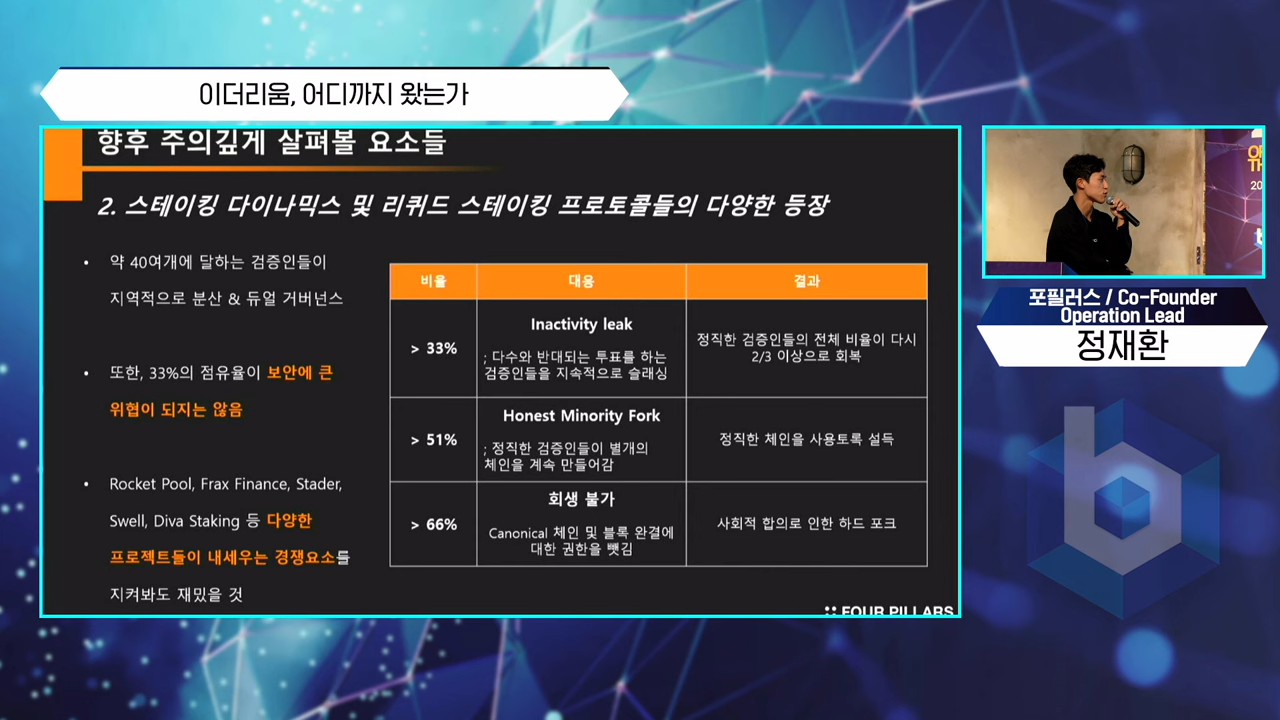 이더리움, 어디까지 왔는가
향후 주의깊게 살펴볼 요소들
2. 스테이킹 다이나믹스 및 리퀴드 스테이킹 프로토콜들의 다양한 등장
• 약 40여개에 달하는 검증인들이
지역적으로 분산 & 듀얼 거버넌스
• 또한, 33%의 점유율이 보안에 큰
위협이 되지는 않음
• Rocket Pool, Frax Finance, Stader,
Swell, Diva Staking 등 다양한
프로젝트들이 내세우는 경쟁요소를
지켜봐도 재밌을 것
비율 대응 결과
> 33%
Inactivity leak
; 다수와 반대되는 투표를 하는
검증인들을 지속적으로 슬래싱
정직한 검증인들의 전체 비율이 다시
2/3 이상으로 회복
> 51%
Honest Minority Fork
; 정직한 검증인들이 별개의
체인을 계속 만들어감
정직한 체인을 사용토록 설득
> 66%
회생 불가
Canonical 체인 및 블록 완결에
대한 권한을 뺏김
사회적 합의로 인한 하드 포크
FOUR PILLARS
20
포필러스 / Co-Founder
Operation Lead
정재환